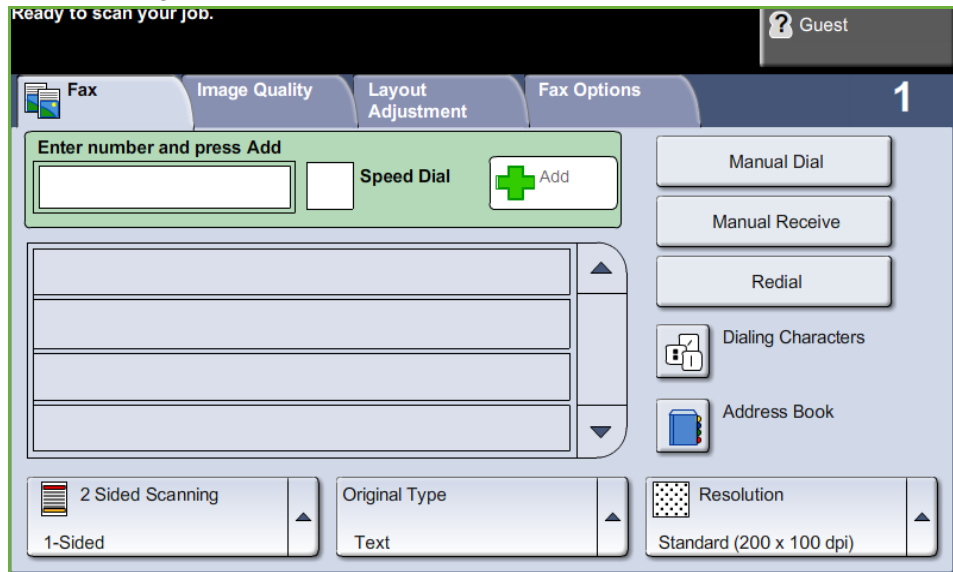 Ready to scan your job.
? Guest
Fax
Image Quality
Layout
Adjustment
Fax Options
1
Enter number and press Add
Speed Dial
Add
Manual Dial
Manual Receive
Redial
Dialing Characters
Address Book
2 Sided Scanning
1-Sided
Original Type
Text
Resolution
Standard (200 x 100 dpi)